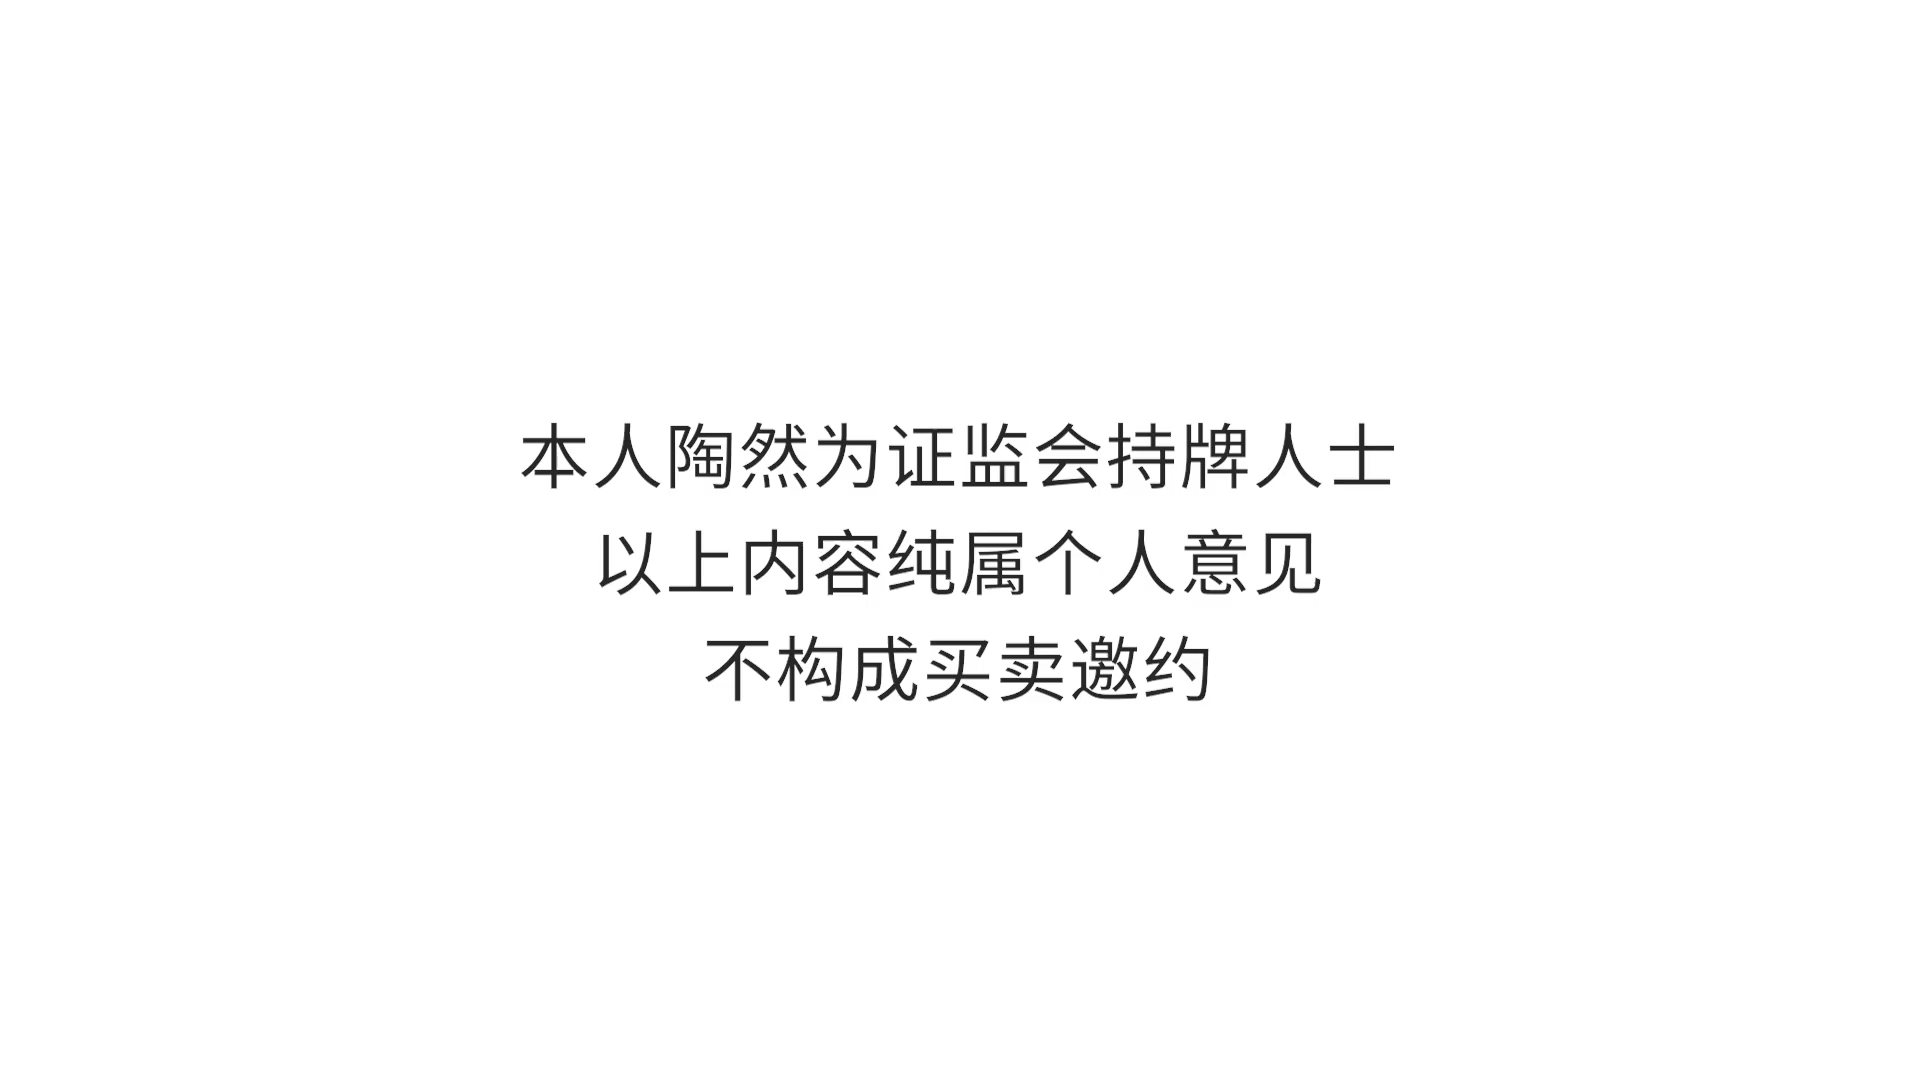 本人陶然为证监会持牌人士
以上内容纯属个人意见
不构成买卖邀约